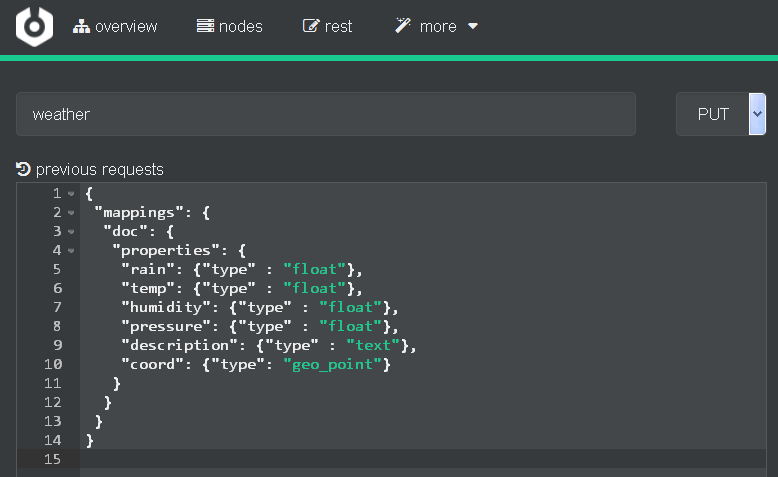 overview nodes rest more
weather PUT
previous requests
1 {
2 "mappings": {
3 "doc": {
4 "properties": {
5 "rain": {"type" : "float"},
6 "temp": {"type" : "float"},
7 "humidity": {"type" : "float"},
8 "pressure": {"type" : "float"},
9 "description": {"type" : "text"},
10 "coord": {"type": "geo_point"}
11 }
12 }
13 }
14 }
15